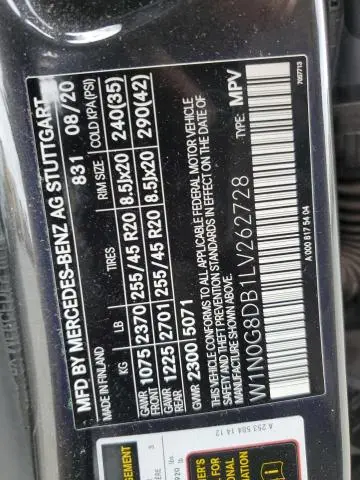 MFD BY MERCEDES-BENZ AG STUTTGART
MADE IN FINLAND 831 08/20
KG LB TIRES RIM SIZE COLD KPA(PSI)
GAWR FRONT 1075 2370 255/45 R20 8.5Jx20 240(35)
GAWR REAR 1225 2701 255/45 R20 8.5Jx20 290(42)
GVWR 2300 5071
THIS VEHICLE CONFORMS TO ALL APPLICABLE FEDERAL MOTOR VEHICLE
SAFETY, BUMPER, AND THEFT PREVENTION STANDARDS IN EFFECT ON THE DATE
OF MANUFACTURE SHOWN ABOVE.
W1N0G8DB1LV262728 TYPE: MPV
A 000 817 54 04
7057713
A 253 584 14 12